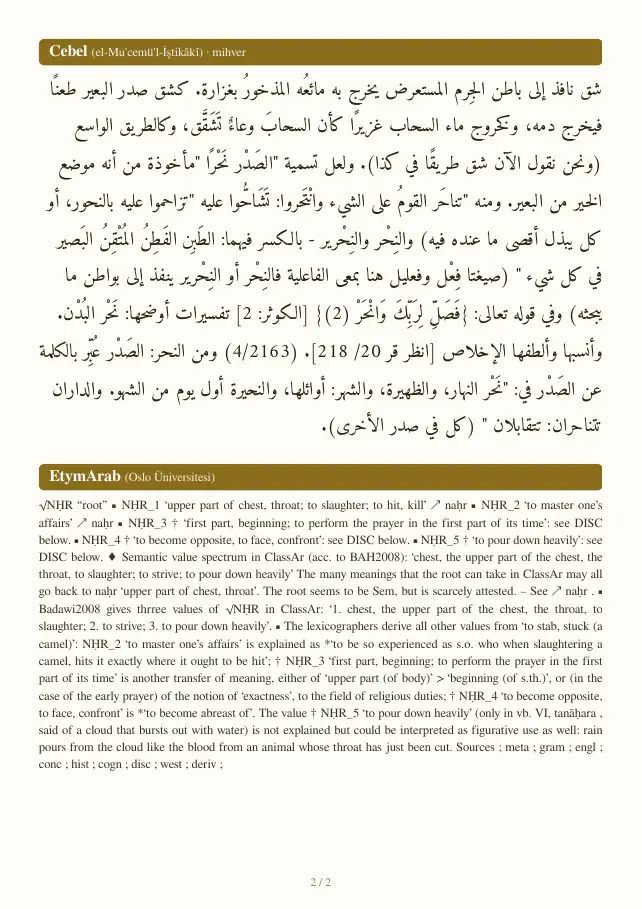 Cebel (el-Mu'cemü'l-İştikâkî) · mihver
شق نافذ إلى باطن الجِرم المستعرض يخرج به مائعُه المذخورُ بغزارة. كشق صدر البعير طعنًا
فيخرج دمه، وكخروج ماء السحاب غزيرًا كأن السحابَ وعاءٌ تَشَقَّق، وكالطريق الواسع
(ونحن نقول الآن شق طريقًا في كذا). ولعل تسمية "الصَدْر نَحْرًا "مأخوذة من أنه موضع
الخير من البعير. ومنه "تناحَر القومُ على الشيء وانْتَحروا: تَشَاحُّوا عليه "تزاحموا عليه بالنحور، أو
كل يبذل أقصى ما عنده فيه) والنِحْر والنِحْرير - بالكسر فيهما: الطَبِن الفَطِنُ المُتْقِنُ البَصير
في كل شيء " (صيغتا فِعْل وفعليل هنا بمعنى الفاعلية فالنِحْر أو النِحْرير ينفذ إلى بواطن ما
يبحثه) وفي قوله تعالى: {فَصَلِّ لِرَبِّكَ وَانْحَرْ (2)} [الكوثر: 2] تفسيرات أوضحها: نَحْر البُدْن.
وأنسبها وألطفها الإخلاص [انظر قر 20/ 218]. (4/2163) ومن النحر: الصَدْر عُبِّر بالكلمة
عن الصَدْر في: "نَحْر النهار، والظهيرة، والشهر: أوائلها، والنحيرة أول يوم من الشهو. والداران
تتناحران: تتقابلان " (كل في صدر الأخرى).
EtymArab (Oslo Üniversitesi)
√NḤR “root” ▪ NḤR_1 ‘upper part of chest, throat; to slaughter; to hit, kill’ ↗ naḥr ▪ NḤR_2 ‘to master one’s
affairs’ ↗ naḥr ▪ NḤR_3 † ‘first part, beginning; to perform the prayer in the first part of its time’: see DISC
below. ▪ NḤR_4 † ‘to become opposite, to face, confront’: see DISC below. ▪ NḤR_5 † ‘to pour down heavily’: see
DISC below. ♦ Semantic value spectrum in ClassAr (acc. to BAH2008): ‘chest, the upper part of the chest, the
throat, to slaughter; to strive; to pour down heavily’ The many meanings that the root can take in ClassAr may all
go back to naḥr ‘upper part of chest, throat’. The root seems to be Sem, but is scarcely attested. – See ↗ naḥr . ▪
Badawi2008 gives thrree values of √NḤR in ClassAr: ‘1. chest, the upper part of the chest, the throat, to
slaughter; 2. to strive; 3. to pour down heavily’. ▪ The lexicographers derive all other values from ‘to stab, stuck (a
camel)’: NḤR_2 ‘to master one’s affairs’ is explained as *‘to be so experienced as s.o. who when slaughtering a
camel, hits it exactly where it ought to be hit’; † NḤR_3 ‘first part, beginning; to perform the prayer in the first
part of its time’ is another transfer of meaning, either of ‘upper part (of body)’ > ‘beginning (of s.th.)’, or (in the
case of the early prayer) of the notion of ‘exactness’, to the field of religious duties; † NḤR_4 ‘to become opposite,
to face, confront’ is *‘to become abreast of’. The value † NḤR_5 ‘to pour down heavily’ (only in vb. VI, tanāḥara ,
said of a cloud that bursts out with water) is not explained but could be interpreted as figurative use as well: rain
pours from the cloud like the blood from an animal whose throat has just been cut. Sources ; meta ; gram ; engl ;
conc ; hist ; cogn ; disc ; west ; deriv ;
2 / 2